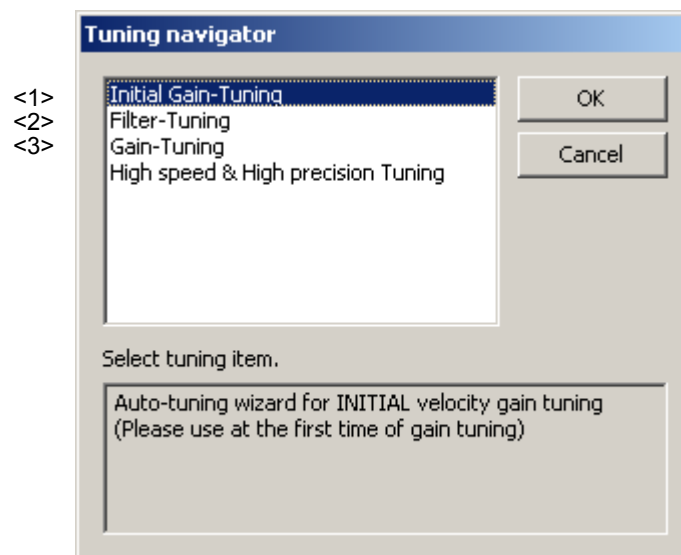 Tuning navigator
<1> Initial Gain-Tuning
<2> Filter-Tuning
<3> Gain-Tuning
High speed & High precision Tuning
OK
Cancel
Select tuning item.
Auto-tuning wizard for INITIAL velocity gain tuning
(Please use at the first time of gain tuning)